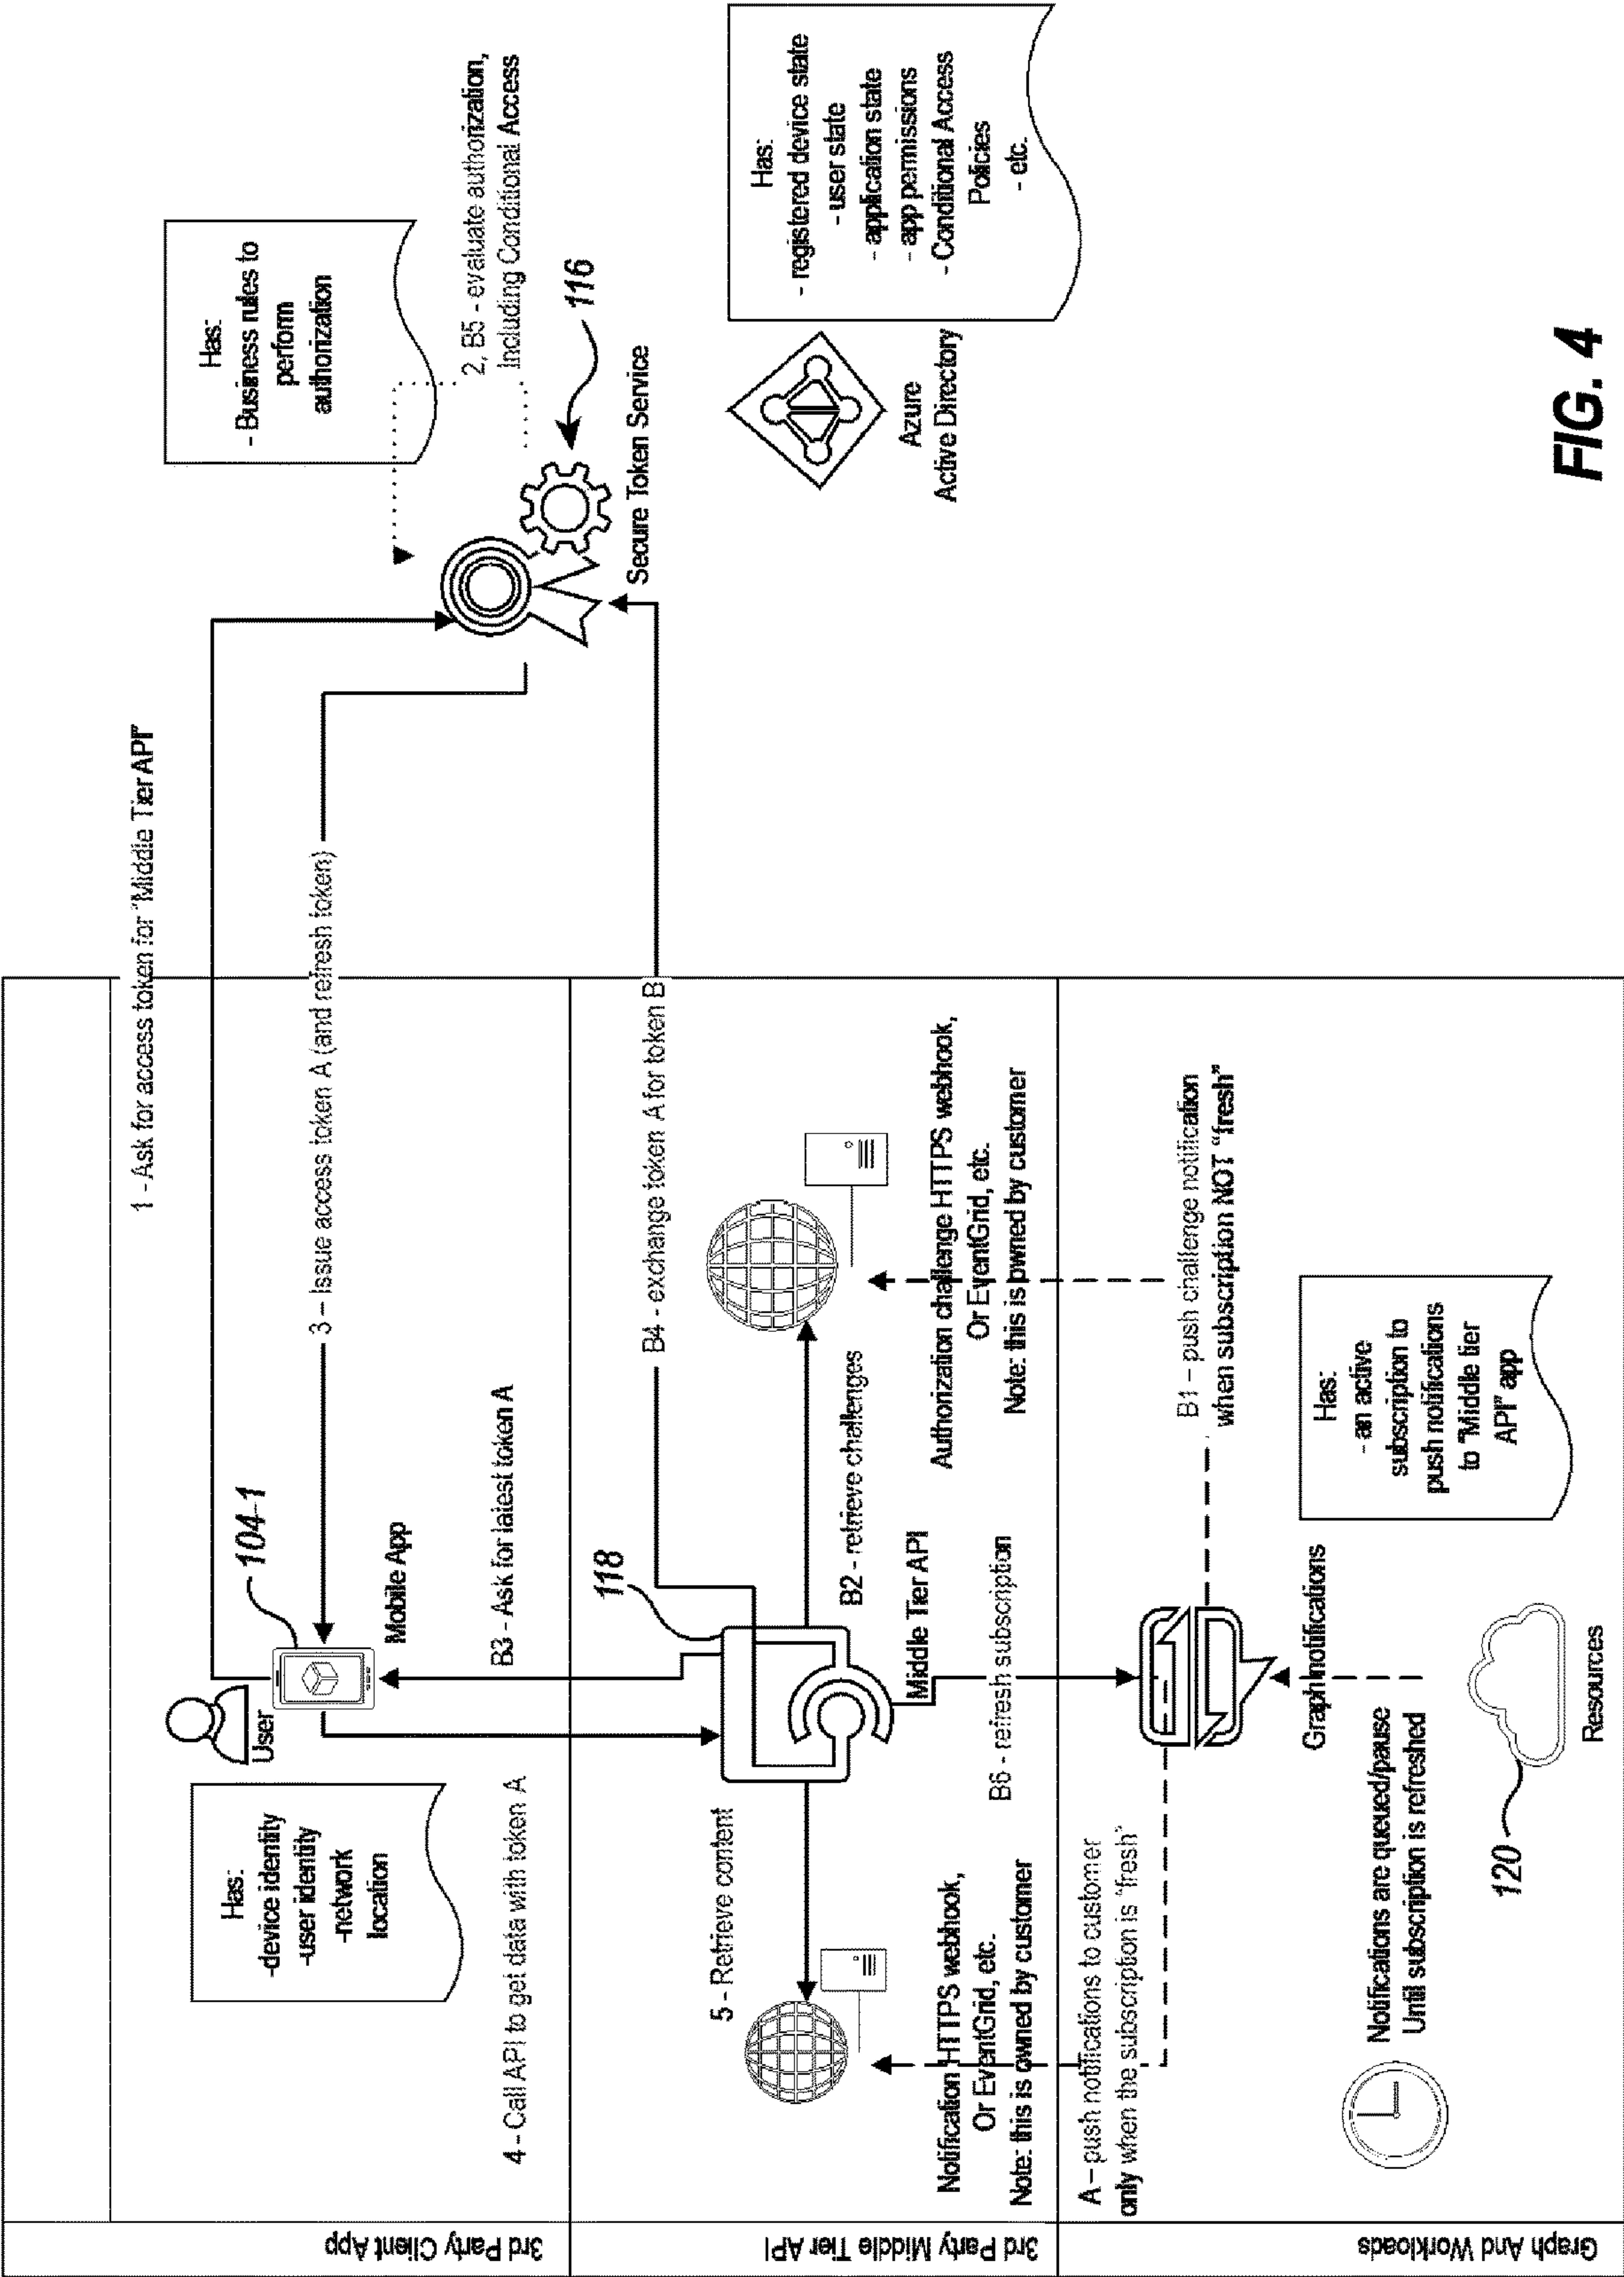 3rd Party Client App
3rd Party Middle Tier API
Graph And Workloads
1 - Ask for access token for "Middle Tier API"
Has:
- Business rules to
perform
authorization
2, B5 - evaluate authorization,
Including Conditional Access
116
Secure Token Service
3 – Issue access token A (and refresh token)
User
104-1
Mobile App
Has:
-device identity
-user identity
-network
location
4 - Call API to get data with token A
B3 - Ask for latest token A
B4 - exchange token A for token B
118
5 - Retrieve content
B2 - retrieve challenges
Middle Tier API
Notification HTTPS webhook,
Or EventGrid, etc.
Note: this is owned by customer
Authorization challenge HTTPS webhook,
Or EventGrid, etc.
Note: this is owned by customer
Azure
Active Directory
Has:
- registered device state
- user state
- application state
- app permissions
- Conditional Access
Policies
- etc.
B6 - refresh subscription
A – push notifications to customer
only when the subscription is "fresh"
B1 – push challenge notification
when subscription NOT "fresh"
Graph notifications
Has:
- an active
subscription to
push notifications
to "Middle tier
API" app
Notifications are queued/pause
Until subscription is refreshed
120
Resources
FIG. 4